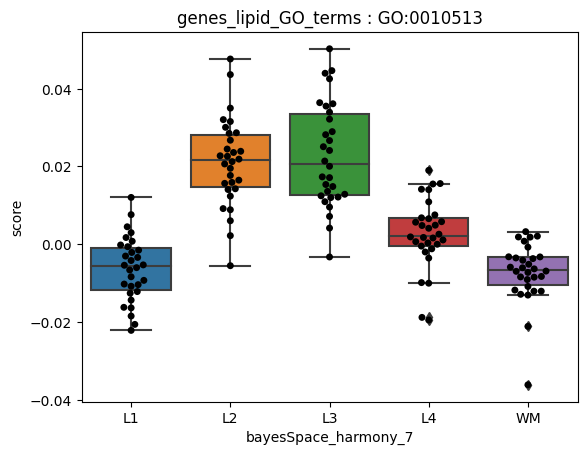 genes_lipid_GO_terms : GO:0010513
score
0.04
0.02
0.00
−0.02
−0.04
L1 L2 L3 L4 WM
bayesSpace_harmony_7